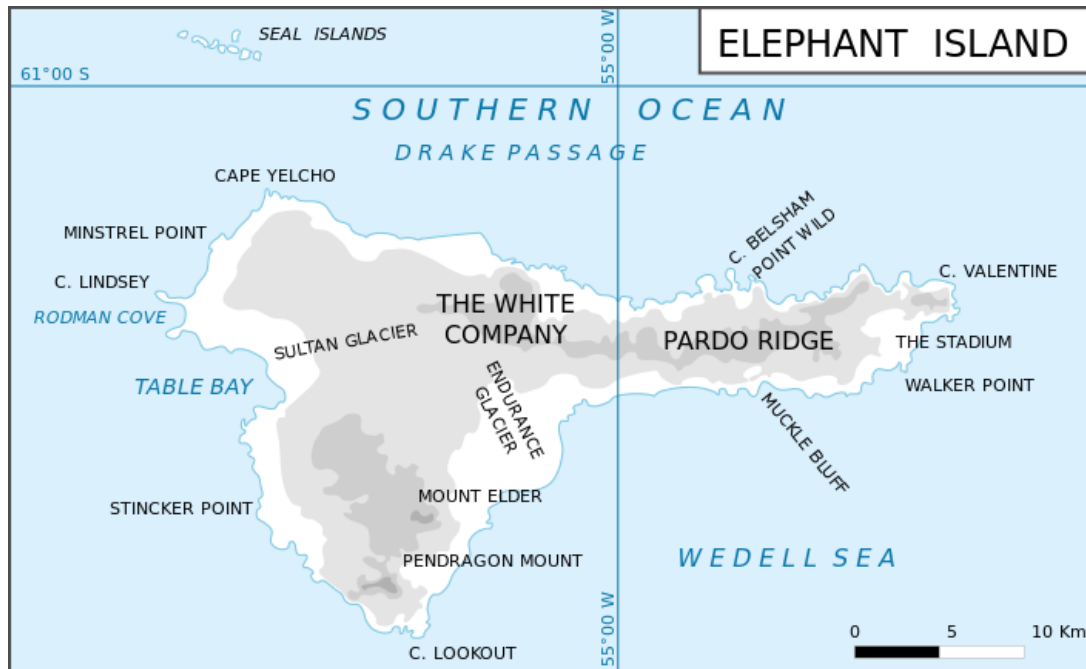 SEAL ISLANDS
ELEPHANT ISLAND
61°00 S
55°00 W
SOUTHERN OCEAN
DRAKE PASSAGE
CAPE YELCHO
MINSTREL POINT
C. LINDSEY
RODMAN COVE
C. BELSHAM
POINT WILD
C. VALENTINE
THE WHITE
COMPANY
PARDO RIDGE
SULTAN GLACIER
THE STADIUM
TABLE BAY
ENDURANCE
GLACIER
WALKER POINT
MUCKLE BLUFF
STINCKER POINT
MOUNT ELDER
PENDRAGON MOUNT
WEDELL SEA
55°00 W
C. LOOKOUT
0 5 10 Km